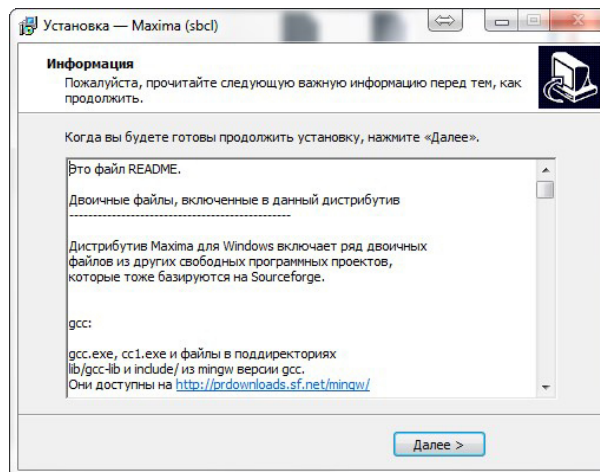 Установка — Maxima (sbcl)
Информация
Пожалуйста, прочитайте следующую важную информацию перед тем, как
продолжить.
Когда вы будете готовы продолжить установку, нажмите «Далее».
Это файл README.
Двоичные файлы, включенные в данный дистрибутив
-----------------------------------------------
Дистрибутив Maxima для Windows включает ряд двоичных
файлов из других свободных программных проектов,
которые тоже базируются на Sourceforge.
gcc:
gcc.exe, cc1.exe и файлы в поддиректориях
lib/gcc-lib и include/ из mingw версии gcc.
Они доступны на http://prdownloads.sf.net/mingw/
Далее >